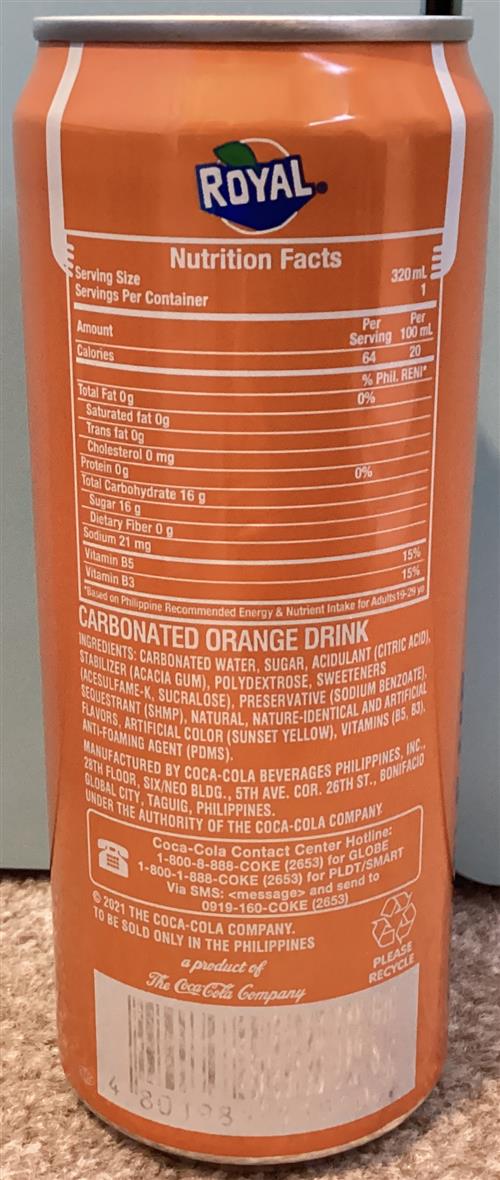 ROYAL
Nutrition Facts
Serving Size 320 mL
Servings Per Container 1
Amount Per Serving Per 100 mL
Calories 64 20
% Phil. RENI*
Total Fat 0g 0%
Saturated fat 0g
Trans fat 0g
Cholesterol 0 mg
Protein 0g 0%
Total Carbohydrate 16 g
Sugar 16 g
Dietary Fiber 0 g
Sodium 21 mg
Vitamin B5 15%
Vitamin B3 15%
*Based on Philippine Recommended Energy & Nutrient Intake for Adults 19-29 yo
CARBONATED ORANGE DRINK
INGREDIENTS: CARBONATED WATER, SUGAR, ACIDULANT (CITRIC ACID),
STABILIZER (ACACIA GUM), POLYDEXTROSE, SWEETENERS
(ACESULFAME-K, SUCRALOSE), PRESERVATIVE (SODIUM BENZOATE),
SEQUESTRANT (SHMP), NATURAL, NATURE-IDENTICAL AND ARTIFICIAL
FLAVORS, ARTIFICIAL COLOR (SUNSET YELLOW), VITAMINS (B5, B3),
ANTI-FOAMING AGENT (PDMS).
MANUFACTURED BY COCA-COLA BEVERAGES PHILIPPINES, INC.,
28TH FLOOR, SIX/NEO BLDG., 5TH AVE. COR. 26TH ST., BONIFACIO
GLOBAL CITY, TAGUIG, PHILIPPINES.
UNDER THE AUTHORITY OF THE COCA-COLA COMPANY
Coca-Cola Contact Center Hotline:
1-800-8-888-COKE (2653) for GLOBE
1-800-1-888-COKE (2653) for PLDT/SMART
Via SMS: <message> and send to
0919-160-COKE (2653)
© 2021 THE COCA-COLA COMPANY.
TO BE SOLD ONLY IN THE PHILIPPINES
PLEASE
RECYCLE
a product of
The Coca-Cola Company